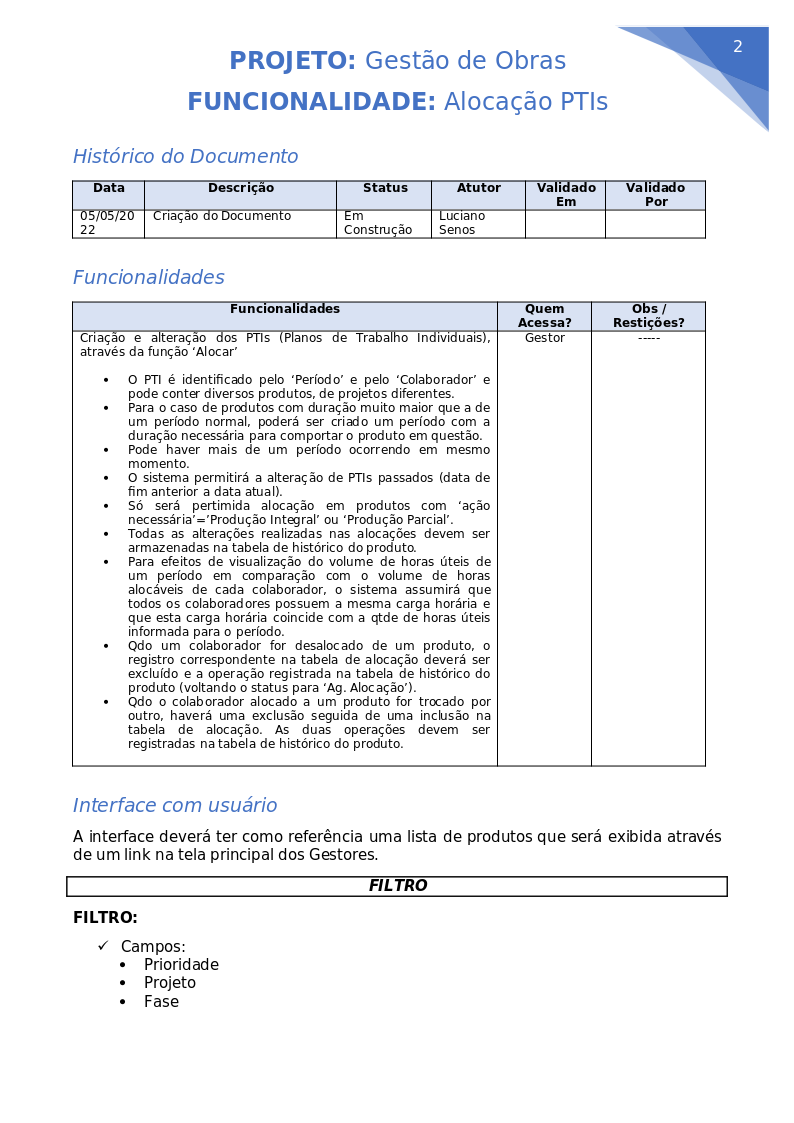 2
PROJETO: Gestão de Obras
FUNCIONALIDADE: Alocação PTIs
Histórico do Documento
Data Descrição Status Atutor Validado Em Validado Por
05/05/20 Descrição Em Luciano
22 Construção Senos
Funcionalidades
Funcionalidades Quem Obs /
Acessa? Restições?
Criação e alteração dos PTIs (Planos de Trabalho Individuais), Gestor -----
através da função ‘Alocar’
• O PTI é identificado pelo ‘Período’ e pelo ‘Colaborador’ e
pode conter diversos produtos, de projetos diferentes.
• Para o caso de produtos com duração muito maior que a de
um período normal, poderá ser criado um período com a
duração necessária para comportar o produto em questão.
• Pode haver mais de um período ocorrendo em mesmo
momento.
• O sistema permitirá a alteração de PTIs passados (data de
fim anterior a data atual).
• Só será pertimida alocação em produtos com ‘ação
necessária’=’Produção Integral’ ou ‘Produção Parcial’.
• Todas as alterações realizadas nas alocações devem ser
armazenadas na tabela de histórico do produto.
• Para efeitos de visualização do volume de horas úteis de
um período em comparação com o volume de horas
alocáveis de cada colaborador, o sistema assumirá que
todos os colaboradores possuem a mesma carga horária e
que esta carga horária coincide com a qtde de horas úteis
informada para o período.
• Qdo um colaborador for desalocado de um produto, o
registro correspondente na tabela de alocação deverá ser
excluído e a operação registrada na tabela de histórico do
produto (voltando o status para ‘Ag. Alocação’).
• Qdo o colaborador alocado a um produto for trocado por
outro, haverá uma exclusão seguida de uma inclusão na
tabela de alocação. As duas operações devem ser
registradas na tabela de histórico do produto.
Interface com usuário
A interface deverá ter como referência uma lista de produtos que será exibida através
de um link na tela principal dos Gestores.
FILTRO
FILTRO:
✓ Campos:
• Prioridade
• Projeto
• Fase